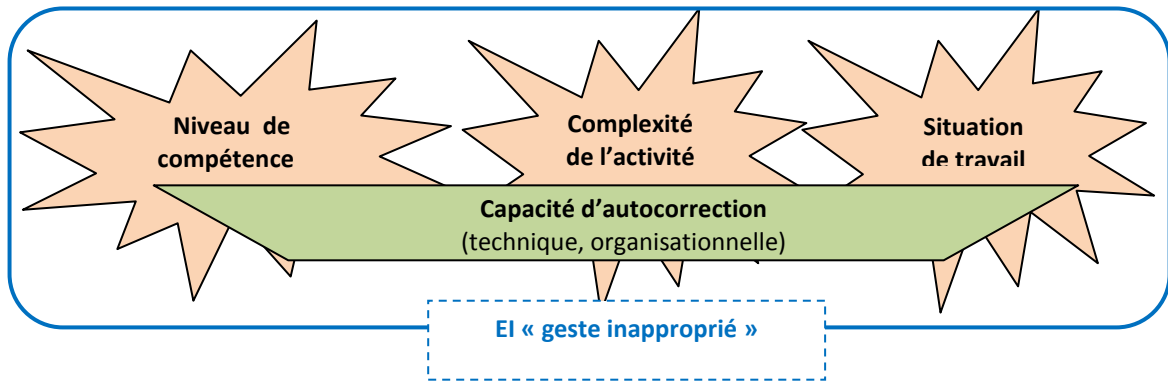 Niveau de
compétence
Complexité
de l'activité
Situation
de travail
Capacité d'autocorrection
(technique, organisationnelle)
EI « geste inapproprié »